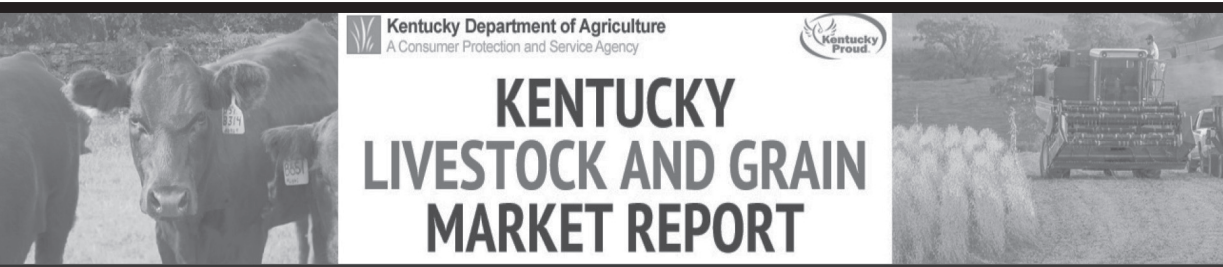 Kentucky Department of Agriculture
A Consumer Protection and Service Agency
Kentucky
Proud
KENTUCKY
LIVESTOCK AND GRAIN
MARKET REPORT